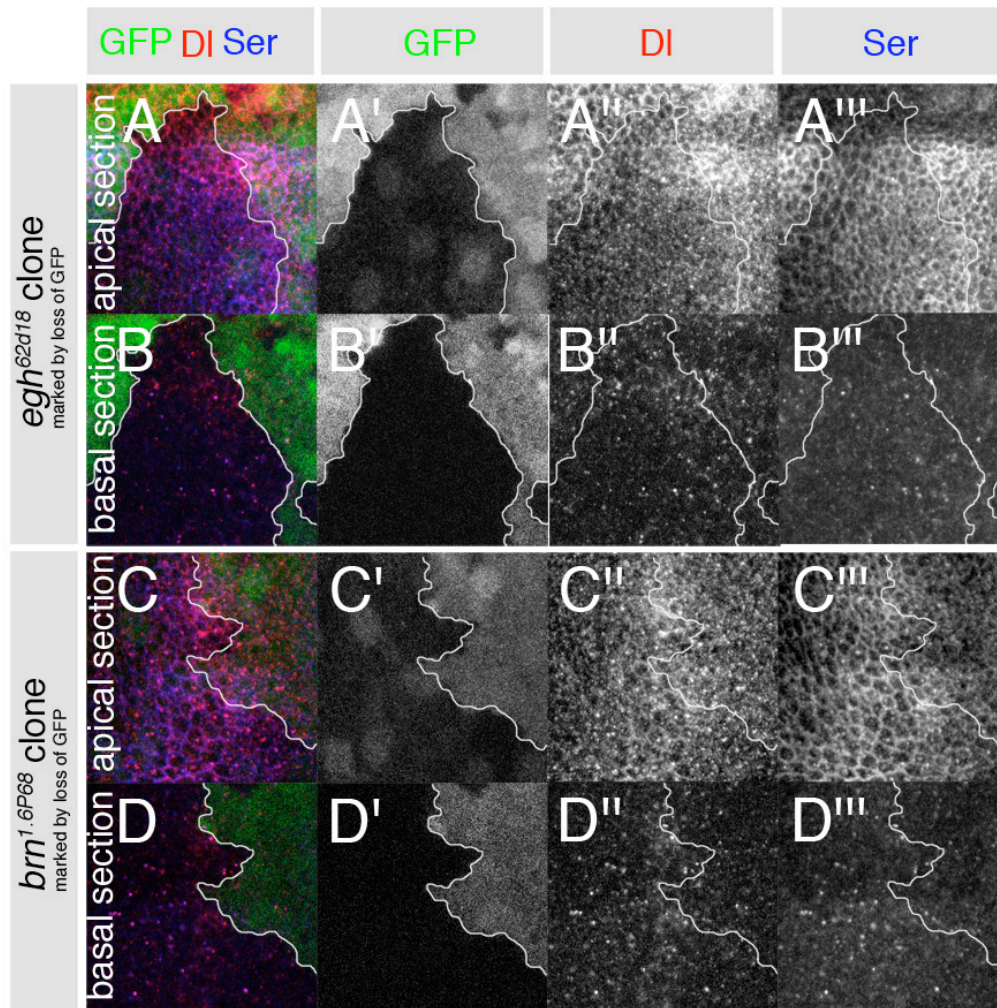 GFP Dl Ser
GFP
Dl
Ser
egh62d18 clone
marked by loss of GFP
apical section
A
A'
A''
A'''
basal section
B
B'
B''
B'''
brn1.6P68 clone
marked by loss of GFP
apical section
C
C'
C''
C'''
basal section
D
D'
D''
D'''